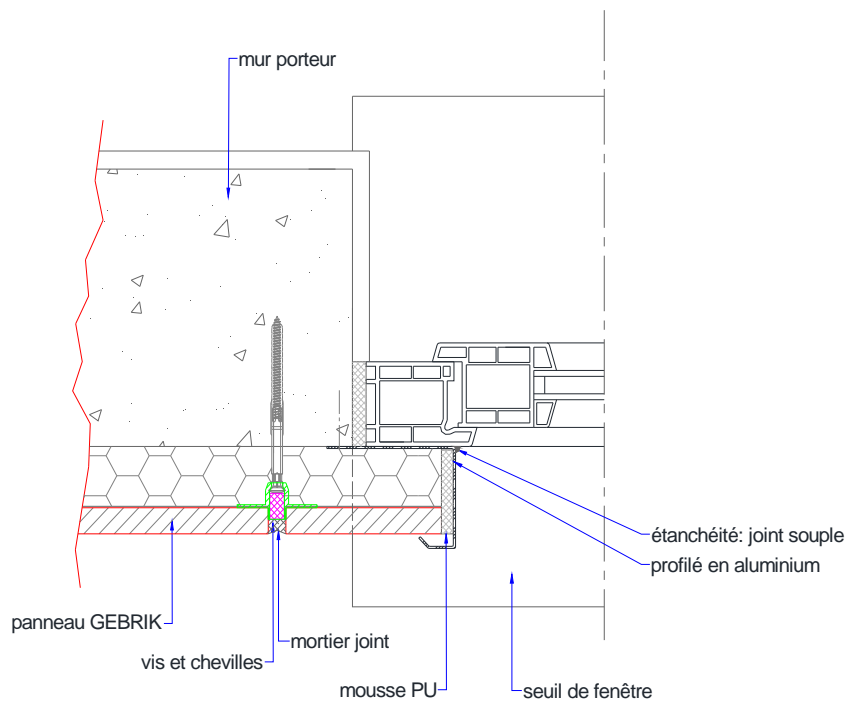 mur porteur
étanchéité: joint souple
profilé en aluminium
panneau GEBRIK
mortier joint
vis et chevilles
mousse PU
seuil de fenêtre